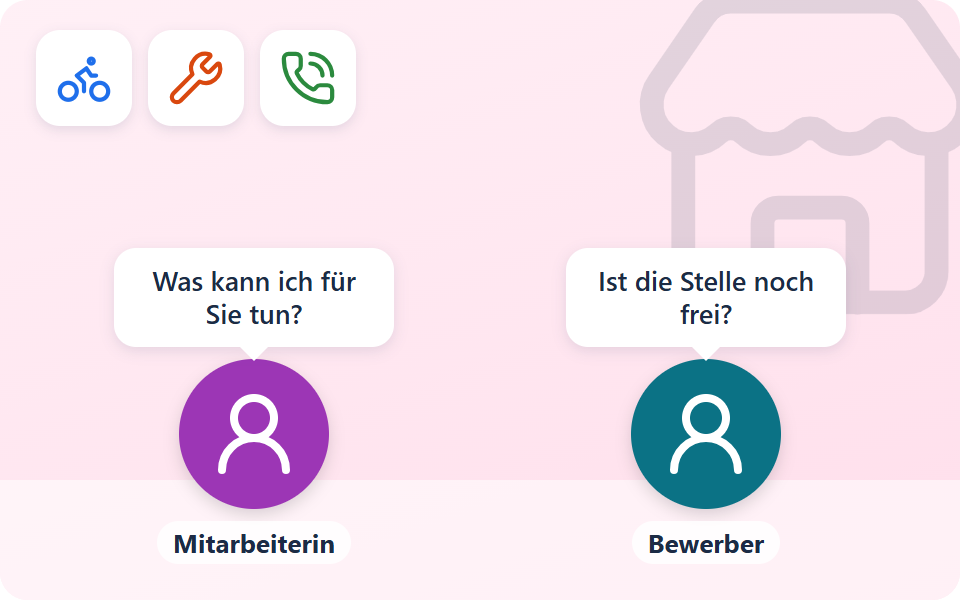 Was kann ich für
Sie tun?
Ist die Stelle noch
frei?
Mitarbeiterin
Bewerber